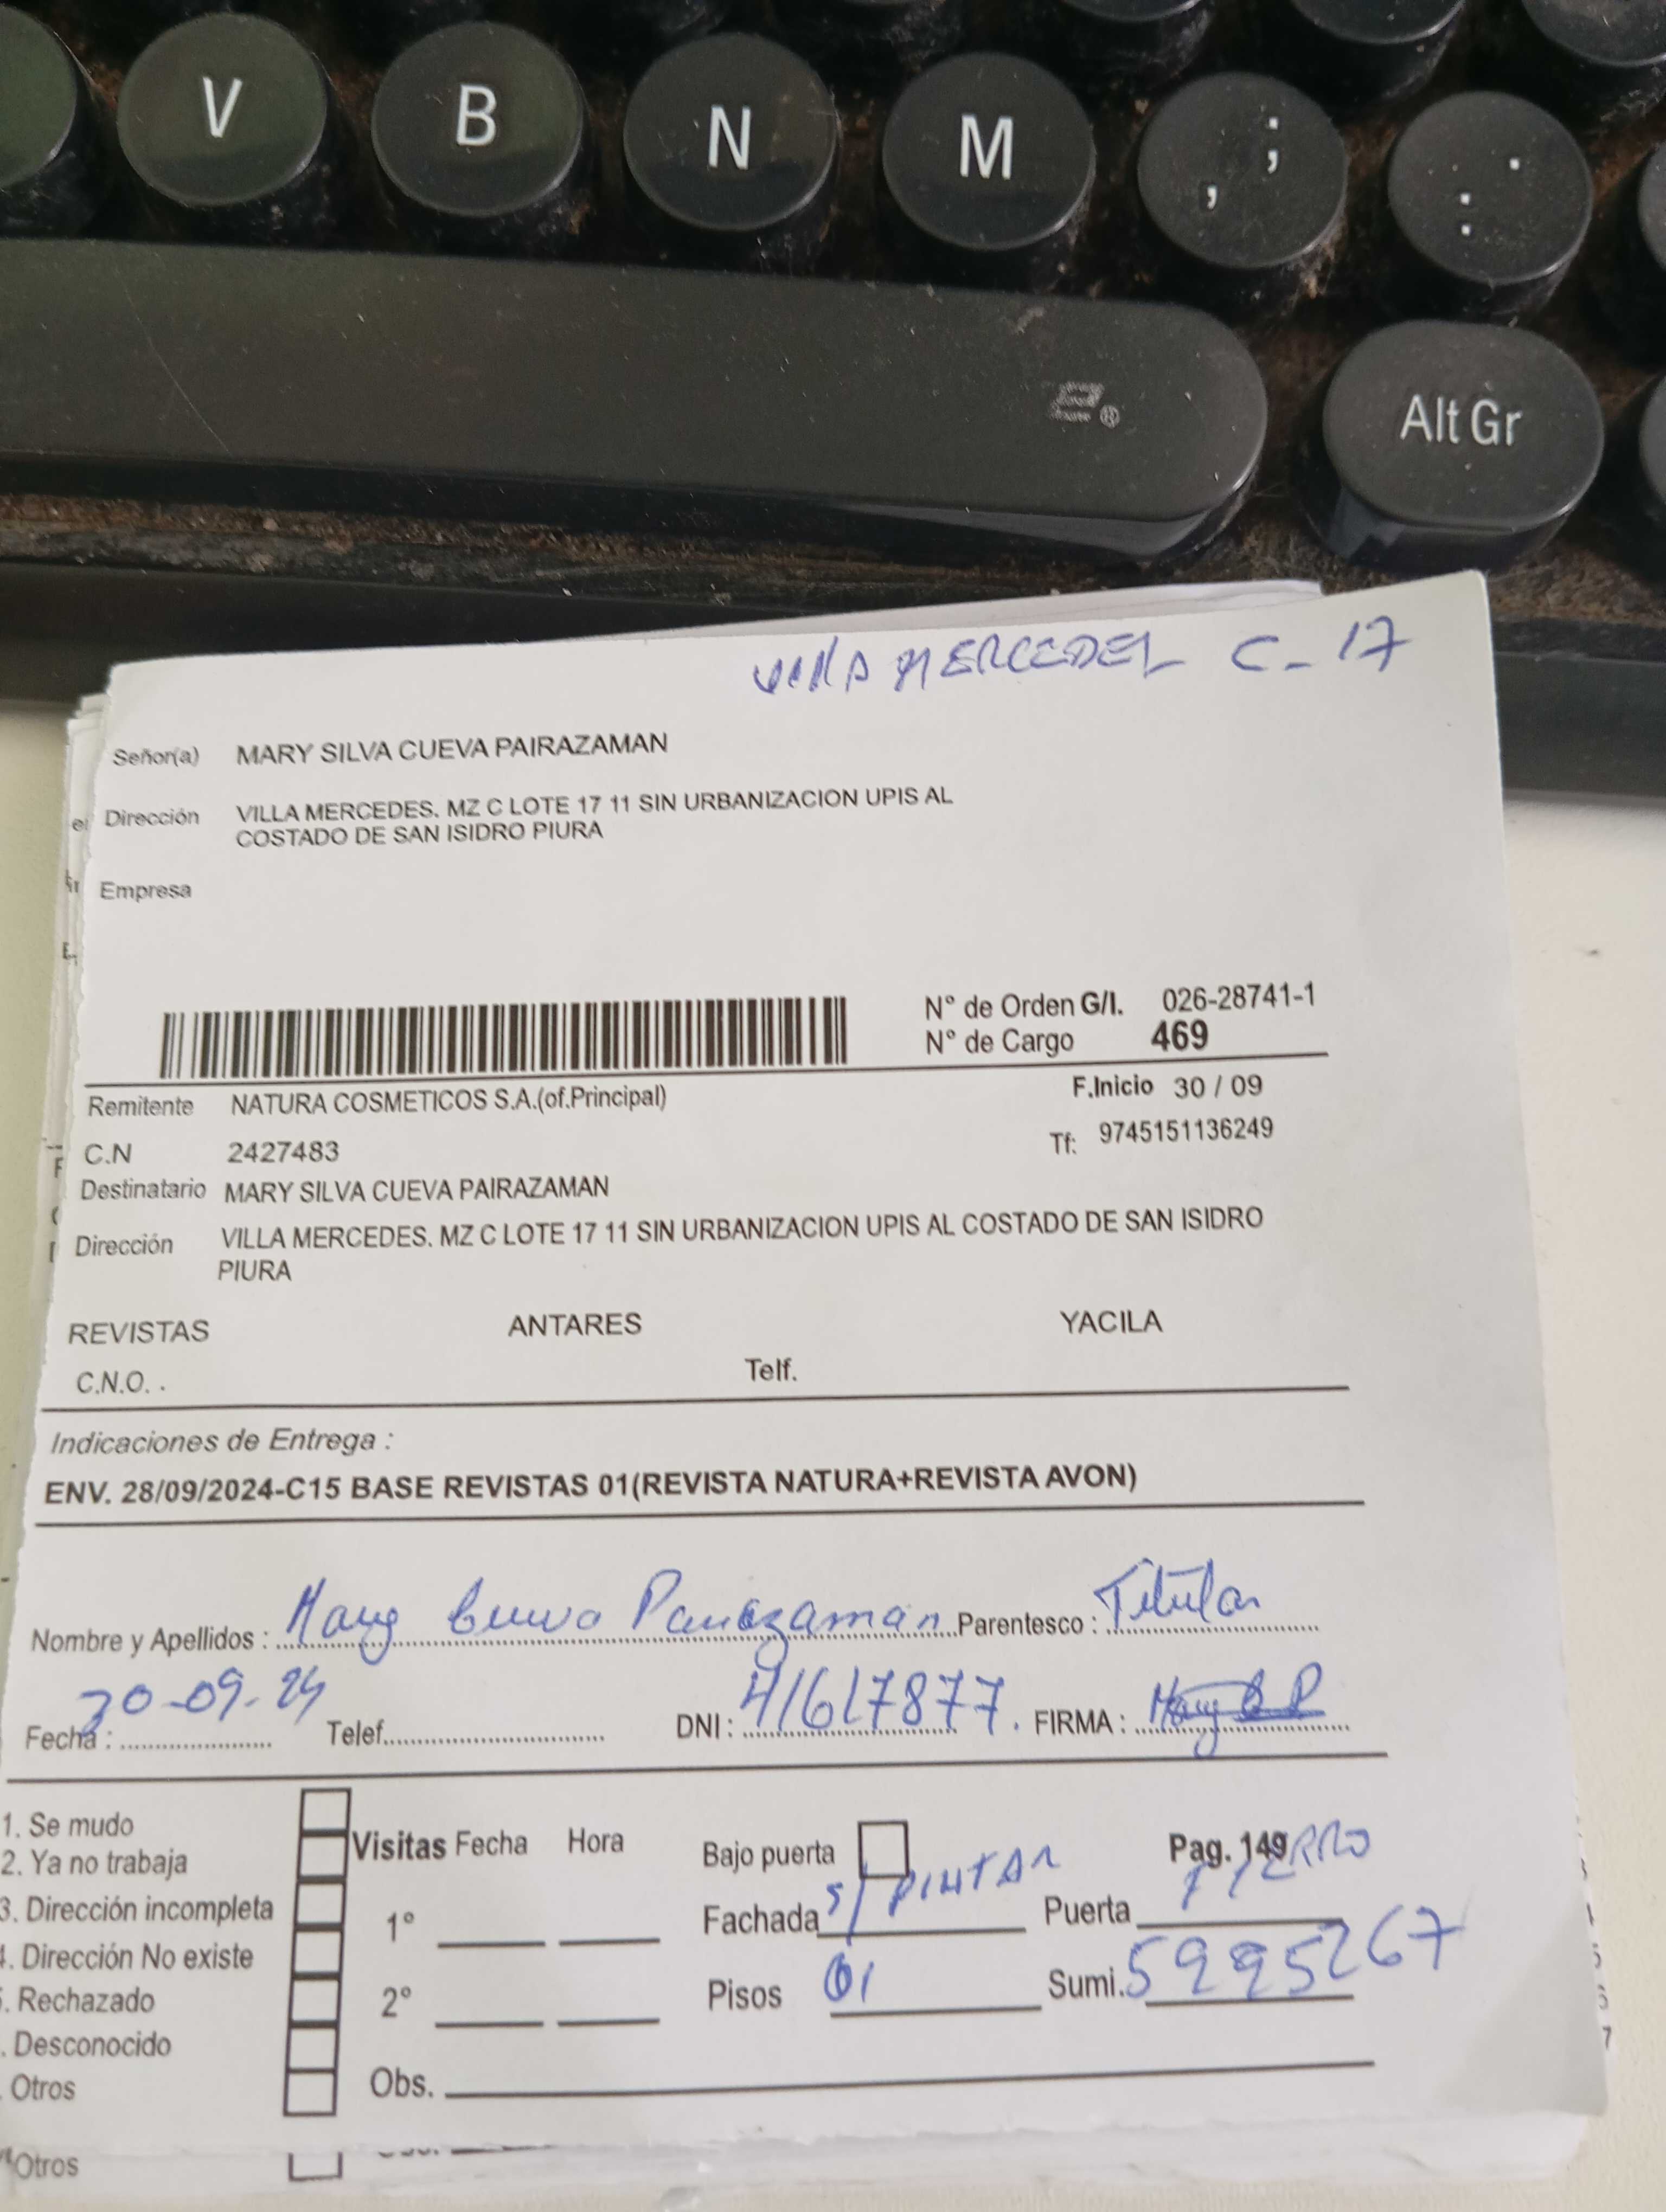 V B N M , ; . :
Alt Gr
VILLA MERCEDES C-17
Señor(a) MARY SILVA CUEVA PAIRAZAMAN
Dirección VILLA MERCEDES. MZ C LOTE 17 11 SIN URBANIZACION UPIS AL
COSTADO DE SAN ISIDRO PIURA
Empresa
N° de Orden G/I. 026-28741-1
N° de Cargo 469
Remitente NATURA COSMETICOS S.A.(of.Principal) F.Inicio 30 / 09
C.N 2427483 Tf: 9745151136249
Destinatario MARY SILVA CUEVA PAIRAZAMAN
Dirección VILLA MERCEDES. MZ C LOTE 17 11 SIN URBANIZACION UPIS AL COSTADO DE SAN ISIDRO
PIURA
REVISTAS ANTARES YACILA
C.N.O. . Telf.
Indicaciones de Entrega :
ENV. 28/09/2024-C15 BASE REVISTAS 01(REVISTA NATURA+REVISTA AVON)
Nombre y Apellidos : Mary Cueva Pairazaman Parentesco : Titular
Fecha : 30-09-24 Telef. DNI : 41617877. FIRMA : Mary
1. Se mudo
2. Ya no trabaja
3. Dirección incompleta
. Dirección No existe
. Rechazado
. Desconocido
. Otros
Visitas Fecha Hora
1°
2°
Obs.
Bajo puerta Pag. 149
Fachada S/ PINTAR Puerta FIERRO
Pisos 01 Sumi. 5995267
Otros